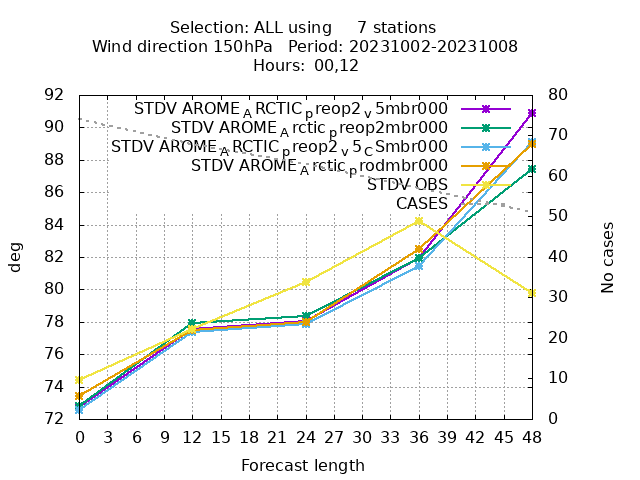 Selection: ALL using 7 stations
Wind direction 150hPa Period: 20231002-20231008
Hours: 00,12
92 80
STDV AROME_ARCTIC_preop2_v5mbr000
90 70
STDV AROME_Arctic_preop2mbr000
STDV AROME_ARCTIC_preop2_v5_CSmbr000
88
STDV AROME_Arctic_prodmbr000
60
STDV OBS
86
CASES
50
84
deg
82 40
No cases
80 30
78
20
76
74 10
72 0
0 3 6 9 12 15 18 21 24 27 30 33 36 39 42 45 48
Forecast length